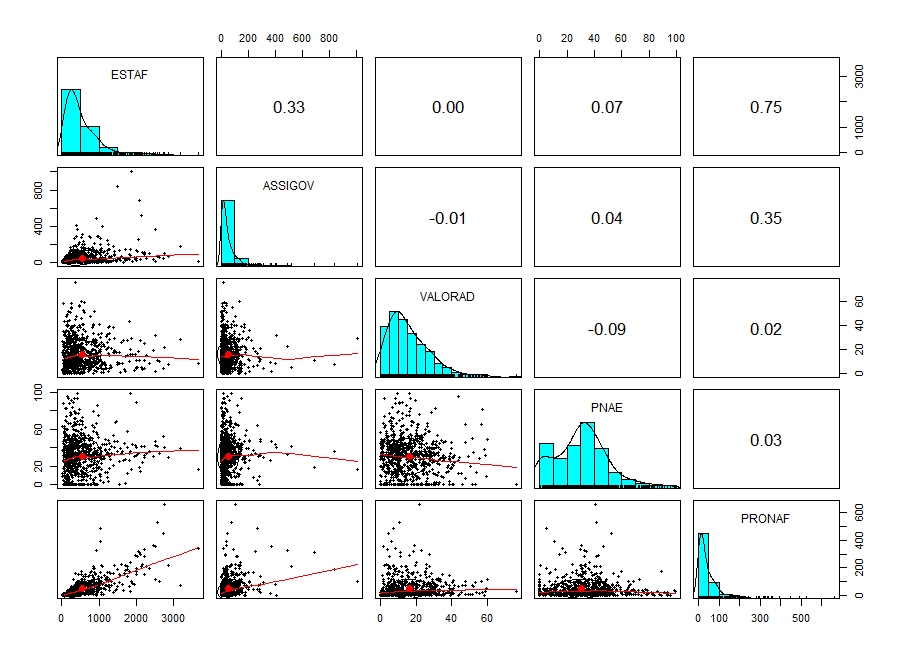 0 200 400 600 800
0 20 40 60 80 100
ESTAF
0.33
0.00
0.07
0.75
0 1000 3000
0 400 800
ASSIGOV
-0.01
0.04
0.35
VALORAD
-0.09
0.02
0 20 40 60
0 20 60 100
PNAE
0.03
PRONAF
0 200 400 600
0 1000 2000 3000
0 20 40 60
0 100 300 500